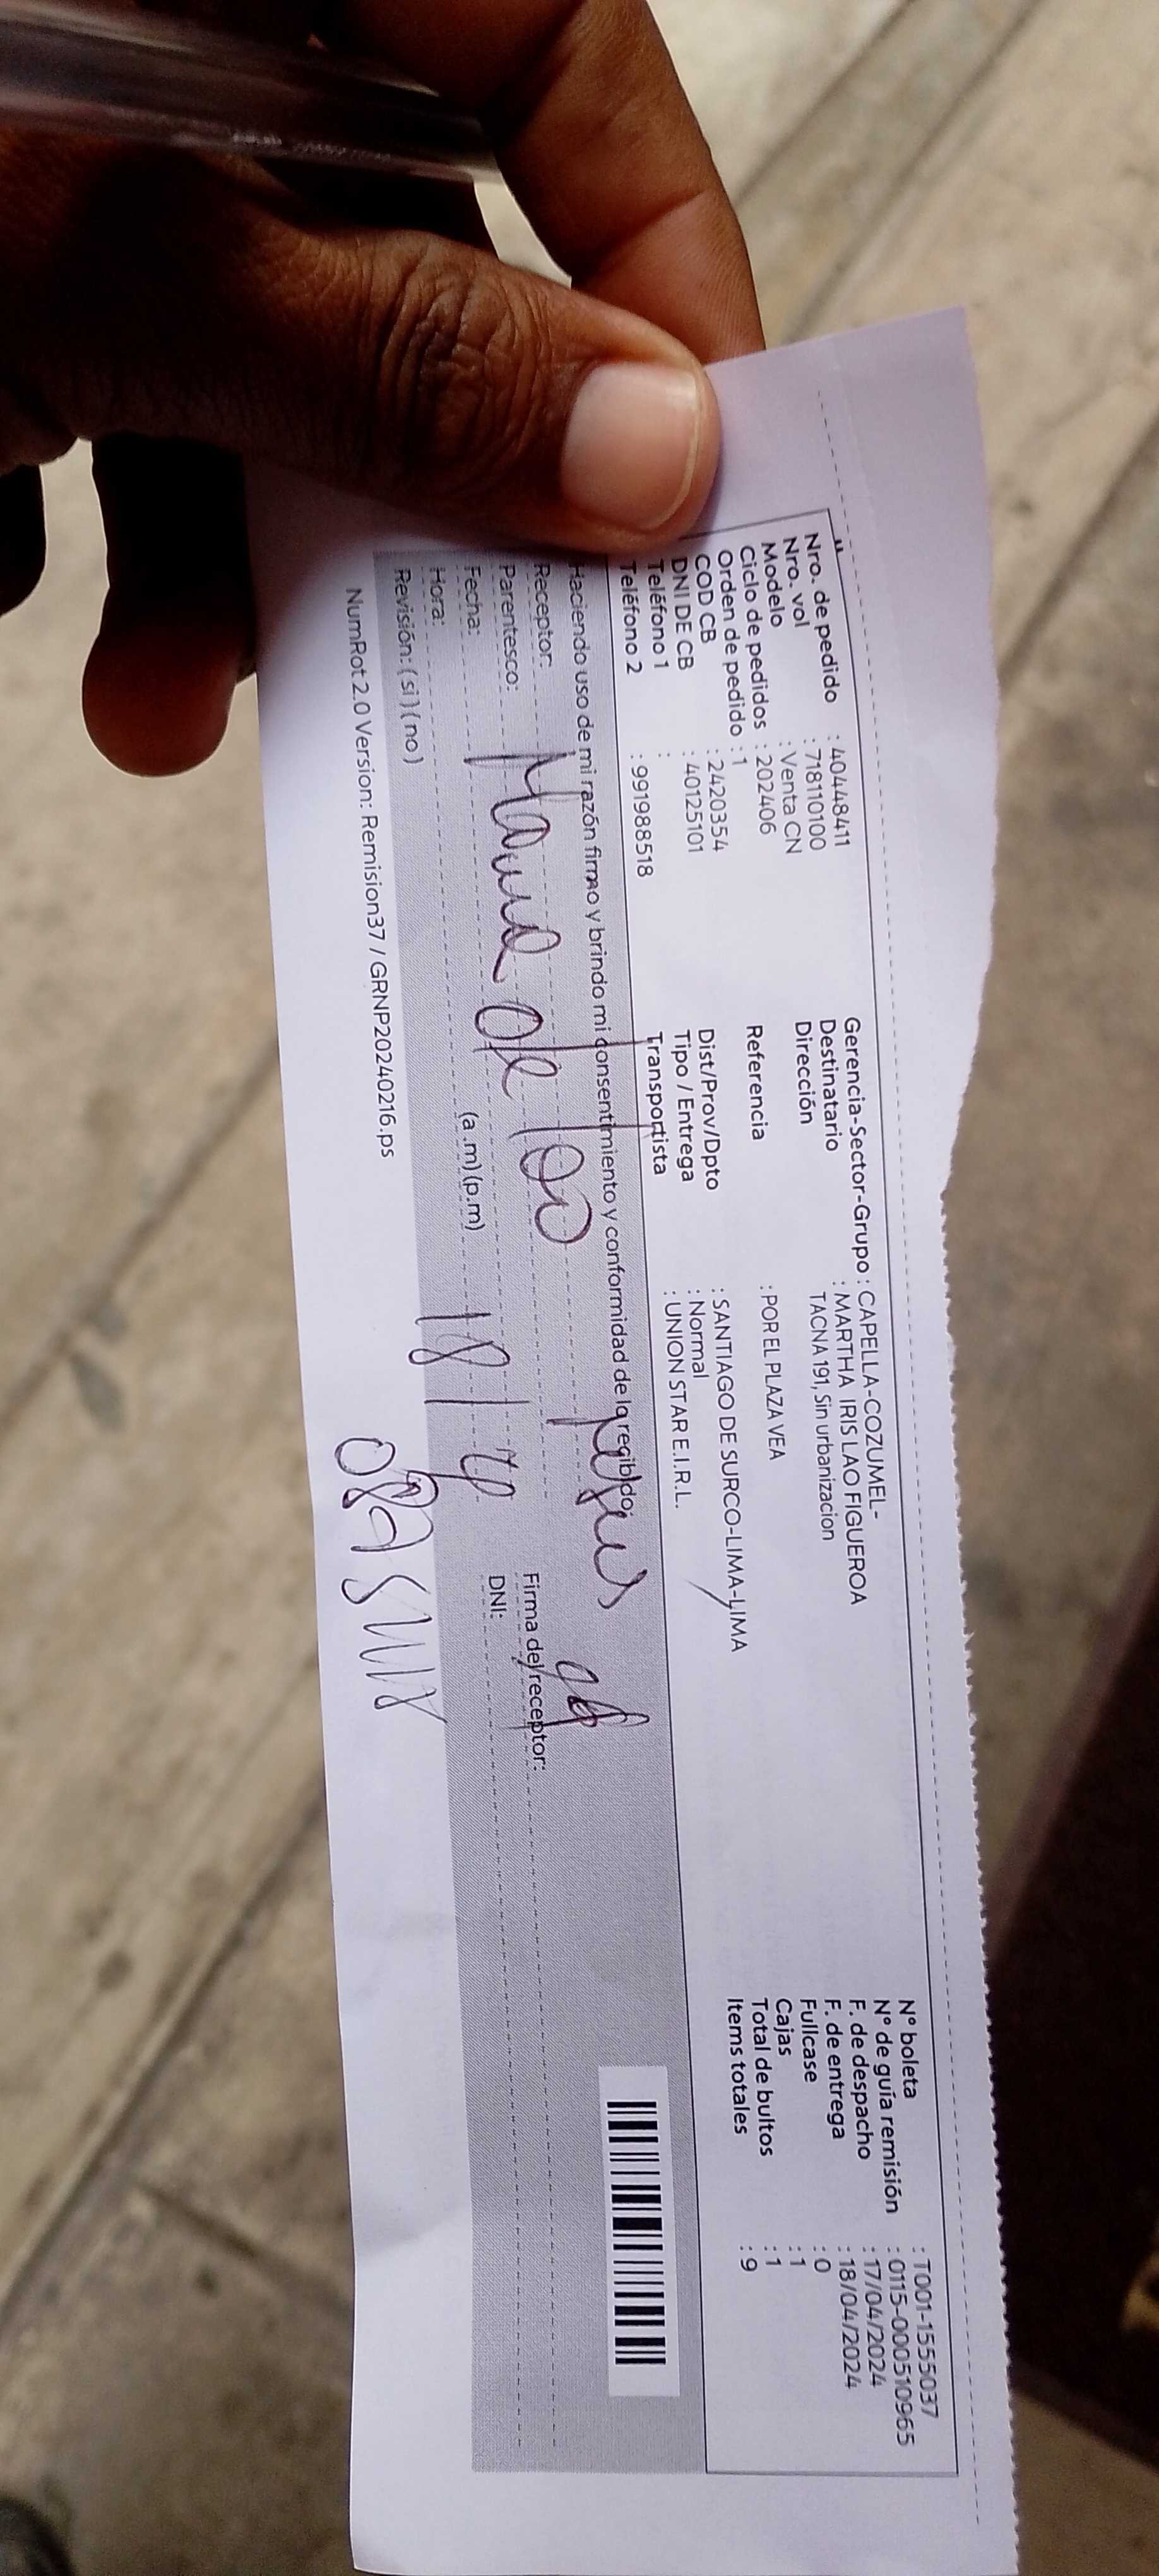 Nro. de pedido : 40448411
Nro. vol : 718110100
Modelo : Venta CN
Ciclo de pedidos : 202406
Orden de pedido : 1
COD CB : 2420354
DNI DE CB : 40125101
Teléfono 1 :
Teléfono 2 : 991988518
Gerencia-Sector-Grupo : CAPELLA-COZUMEL-
Destinatario : MARTHA IRIS LAO FIGUEROA
Dirección TACNA 191, Sin urbanizacion
Referencia : POR EL PLAZA VEA
Dist/Prov/Dpto : SANTIAGO DE SURCO-LIMA-LIMA
Tipo / Entrega : Normal
Transportista : UNION STAR E.I.R.L.
N° boleta : T001-1555037
N° de guía remisión : 0115-000510965
F. de despacho : 17/04/2024
F. de entrega : 18/04/2024
Fullcase : 0
Cajas : 1
Total de bultos : 1
Items totales : 9
Haciendo uso de mi razón firmo y brindo mi consentimiento y conformidad de lo recibido:
Receptor:
Parentesco:
Firma del receptor:
Fecha:
(a.m)(p.m)
DNI:
Hora:
Revisión: (si)(no)
NumRot 2.0 Version: Remision37 / GRNP20240216.ps